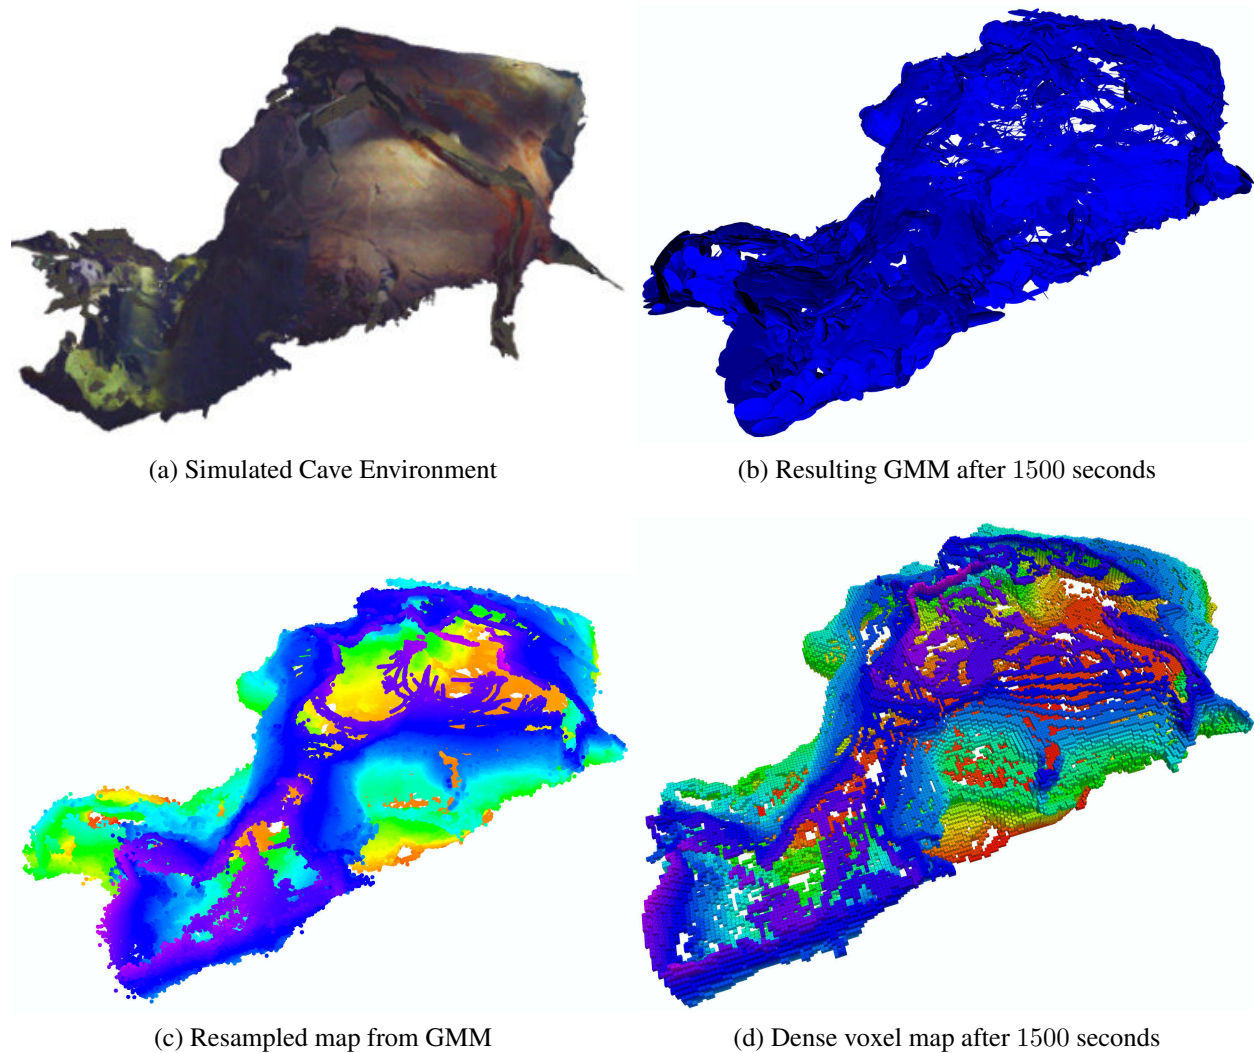 (a) Simulated Cave Environment
(b) Resulting GMM after 1500 seconds
(c) Resampled map from GMM
(d) Dense voxel map after 1500 seconds